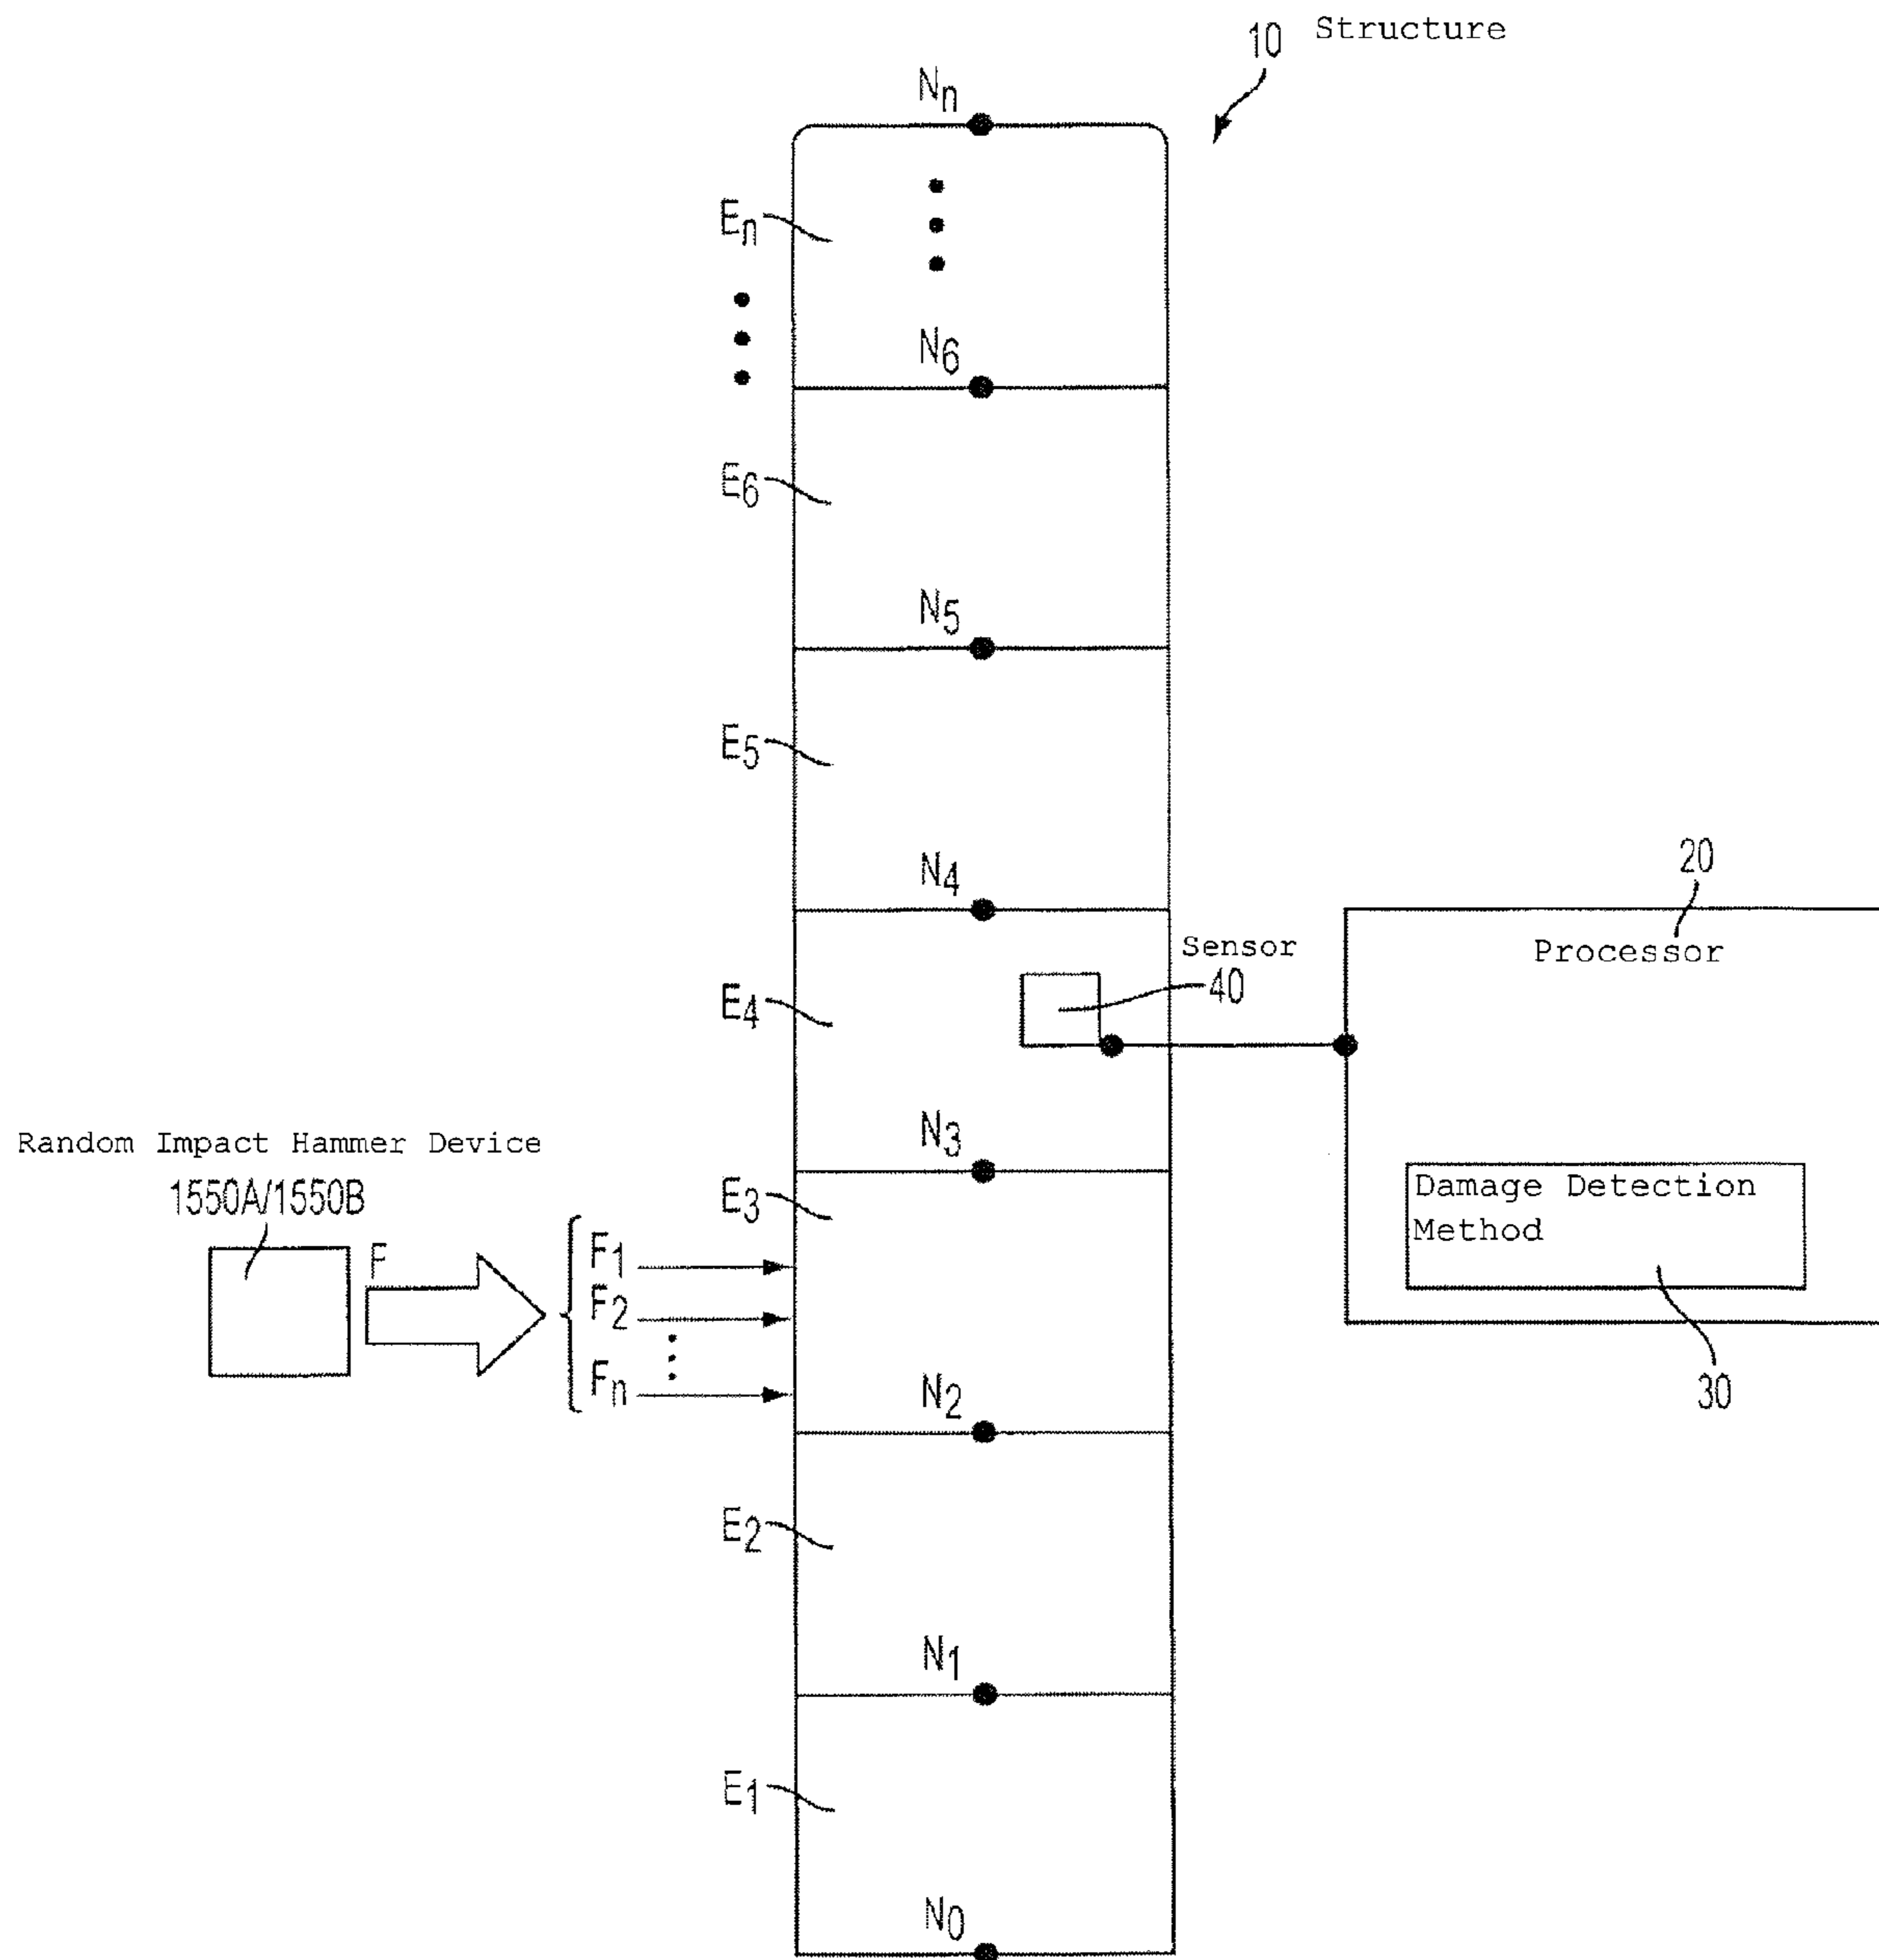 10 Structure
Nn
En
N6
E6
N5
E5
N4
20
Processor
Sensor
40
E4
N3
Random Impact Hammer Device
1550A/1550B
E3
Damage Detection
Method
F
F1
F2
Fn
30
N2
E2
N1
E1
N0